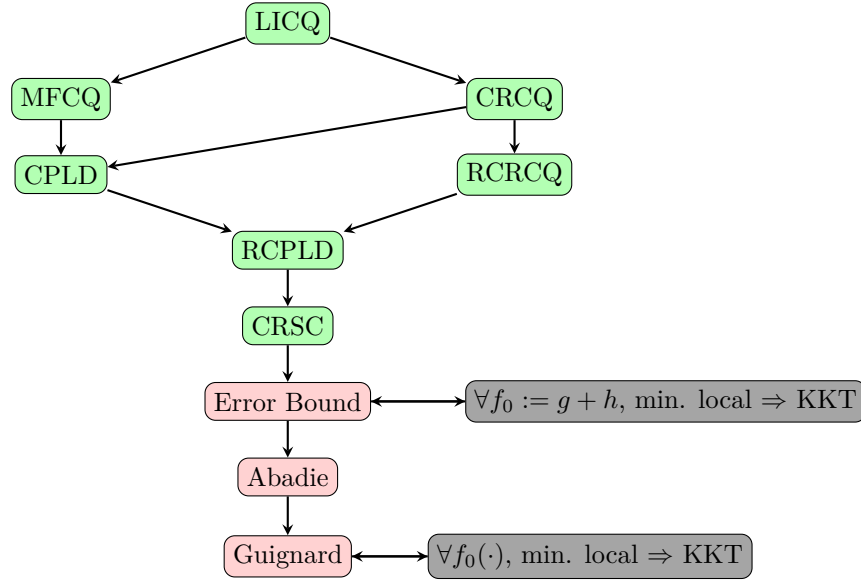 LICQ
MFCQ
CRCQ
CPLD
RCRCQ
RCPLD
CRSC
Error Bound
∀f₀ := g + h, min. local ⇒ KKT
Abadie
Guignard
∀f₀(·), min. local ⇒ KKT